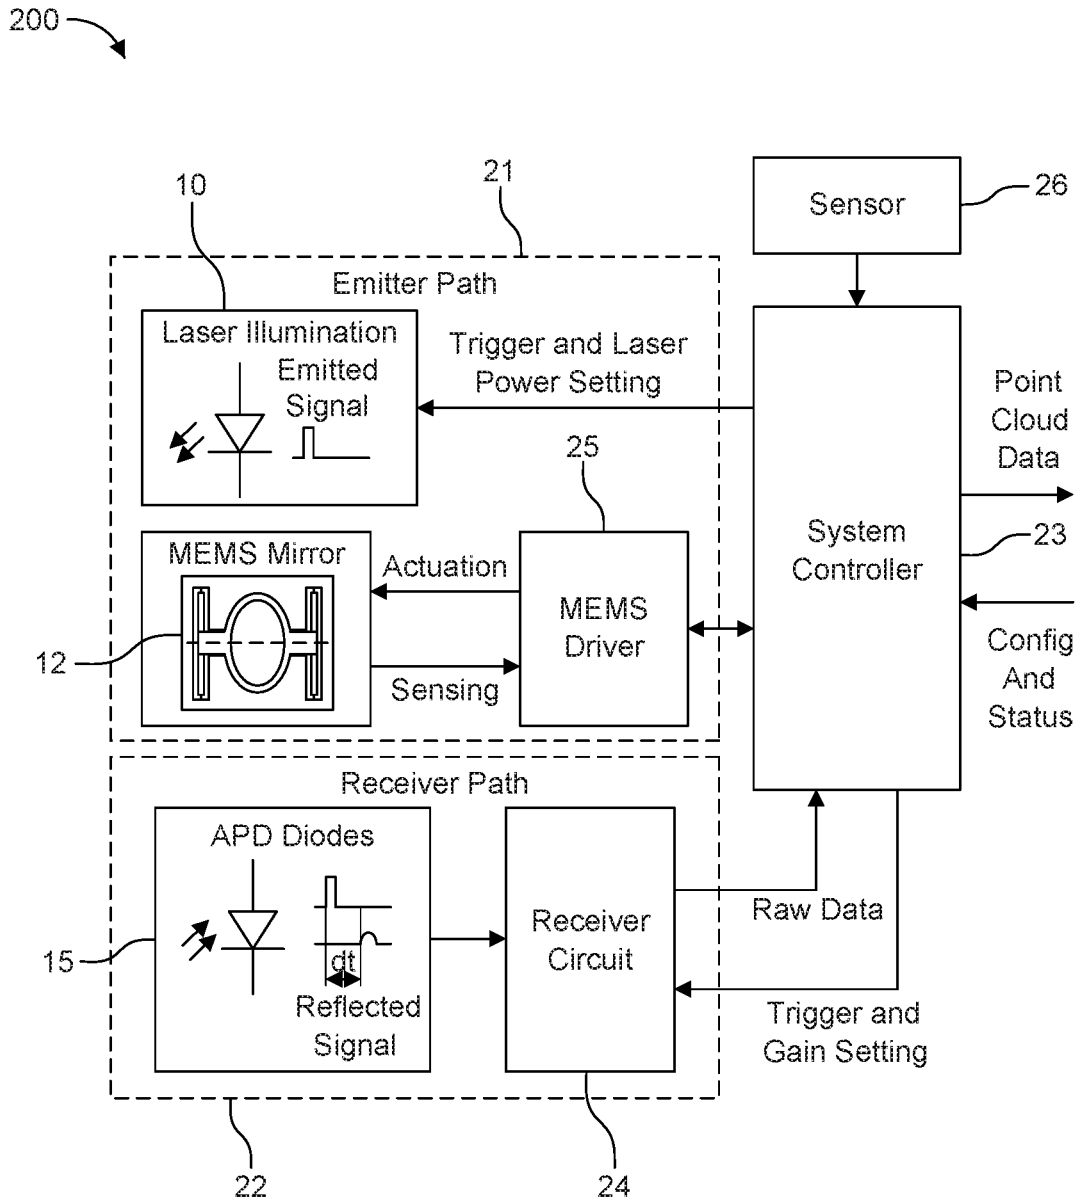 200
10
21
Sensor
26
Emitter Path
Laser Illumination
Emitted
Signal
Trigger and Laser
Power Setting
Point
Cloud
Data
25
System
Controller
23
MEMS Mirror
Actuation
MEMS
Driver
12
Sensing
Config
And
Status
Receiver Path
APD Diodes
Receiver
Circuit
Raw Data
15
dt
Reflected
Signal
Trigger and
Gain Setting
22
24